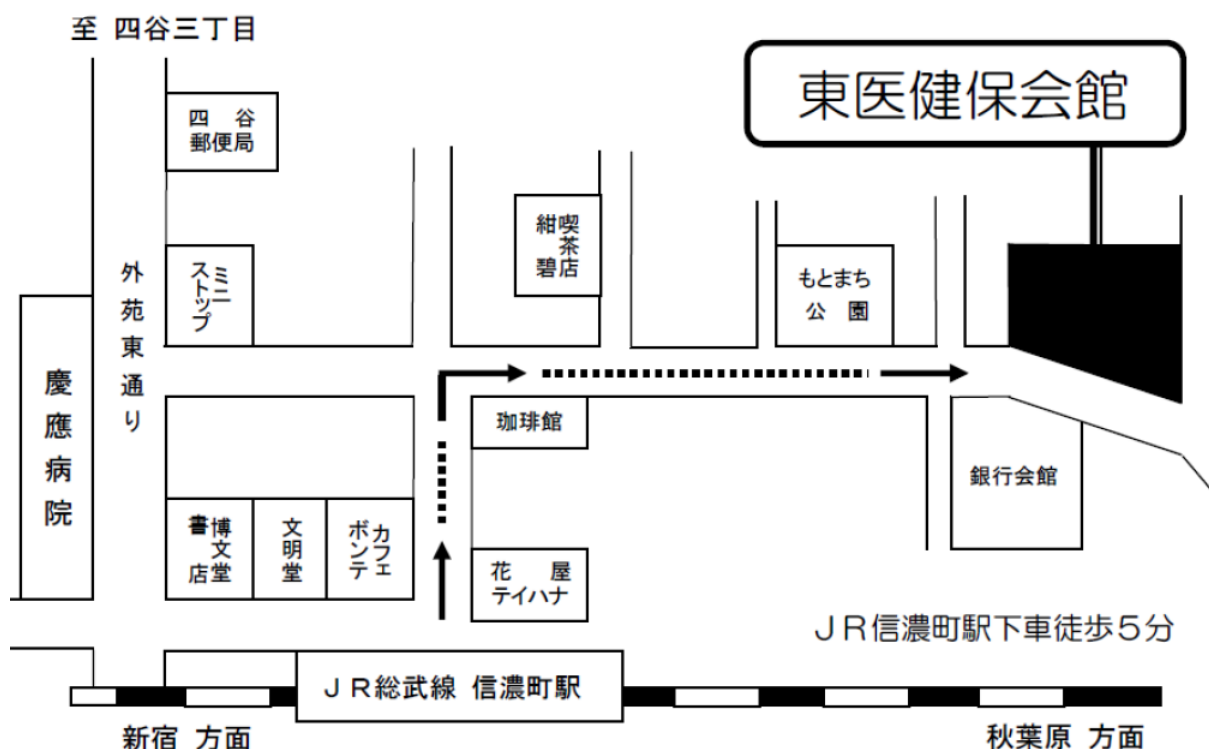 至 四谷三丁目
東医健保会館
四 谷
郵便局
喫茶店
紺 碧
ミニ
ストップ
もとまち
公 園
外苑東通り
慶應病院
珈琲館
銀行会館
博文堂
書 店
文明堂
カフェ
ボンテ
花 屋
テイハナ
JR信濃町駅下車徒歩5分
JR総武線 信濃町駅
新宿 方面
秋葉原 方面